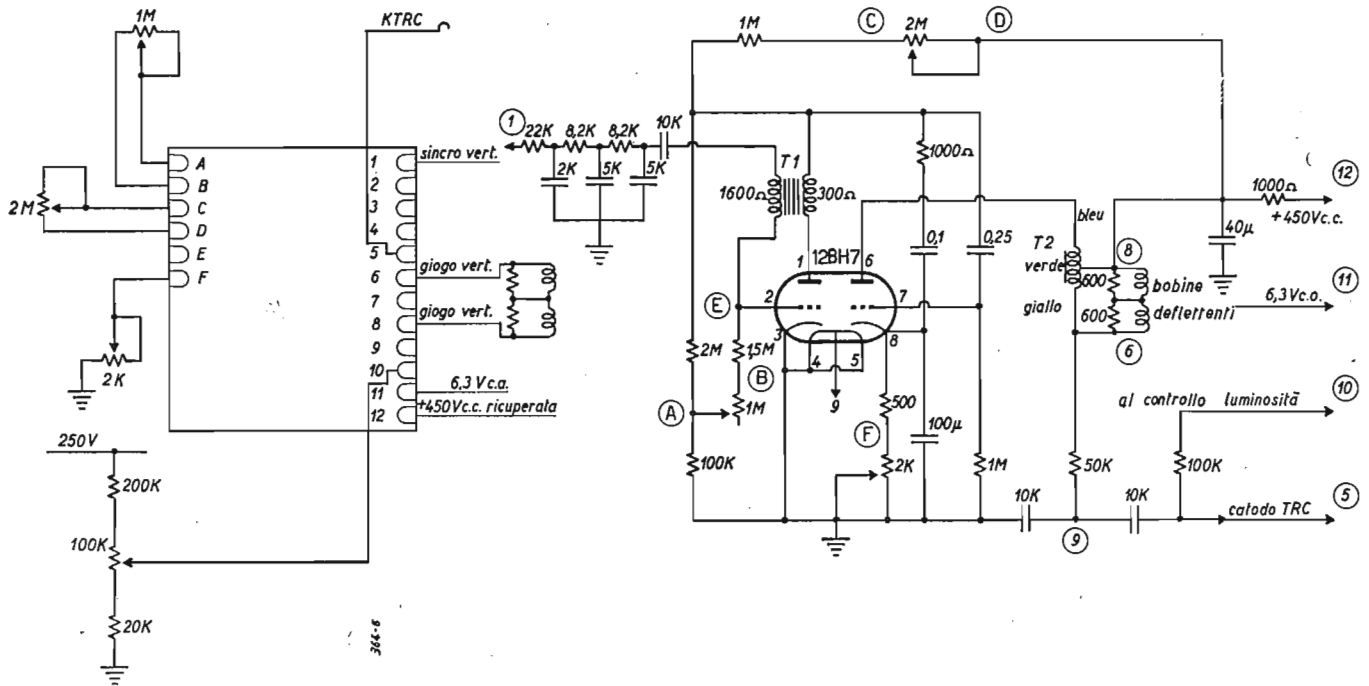 1M
KTRC
2M
A
B
C
D
E
F
1
2
3
4
5
6
7
8
9
10
11
12
sincro vert.
giogo vert.
giogo vert.
6,3 V c.a.
+450Vc.c. ricuperata
2K
250V
200K
100K
20K
364-6
1M
C
2M
D
1
22K
8,2K
8,2K
10K
2K
5K
5K
T1
1600Ω
300Ω
1000Ω
0,1
0,25
bleu
T2
verde
giallo
1000Ω
12
+450Vc.c.
40μ
8
600
bobine
600
deflettenti
6
6,3Vc.a.
11
1
12BH7
6
E
2
7
3
4
5
8
9
2M
1,5M
B
A
1M
100K
500
F
2K
100μ
1M
50K
al controllo luminosità
10
100K
10K
9
10K
catodo TRC
5